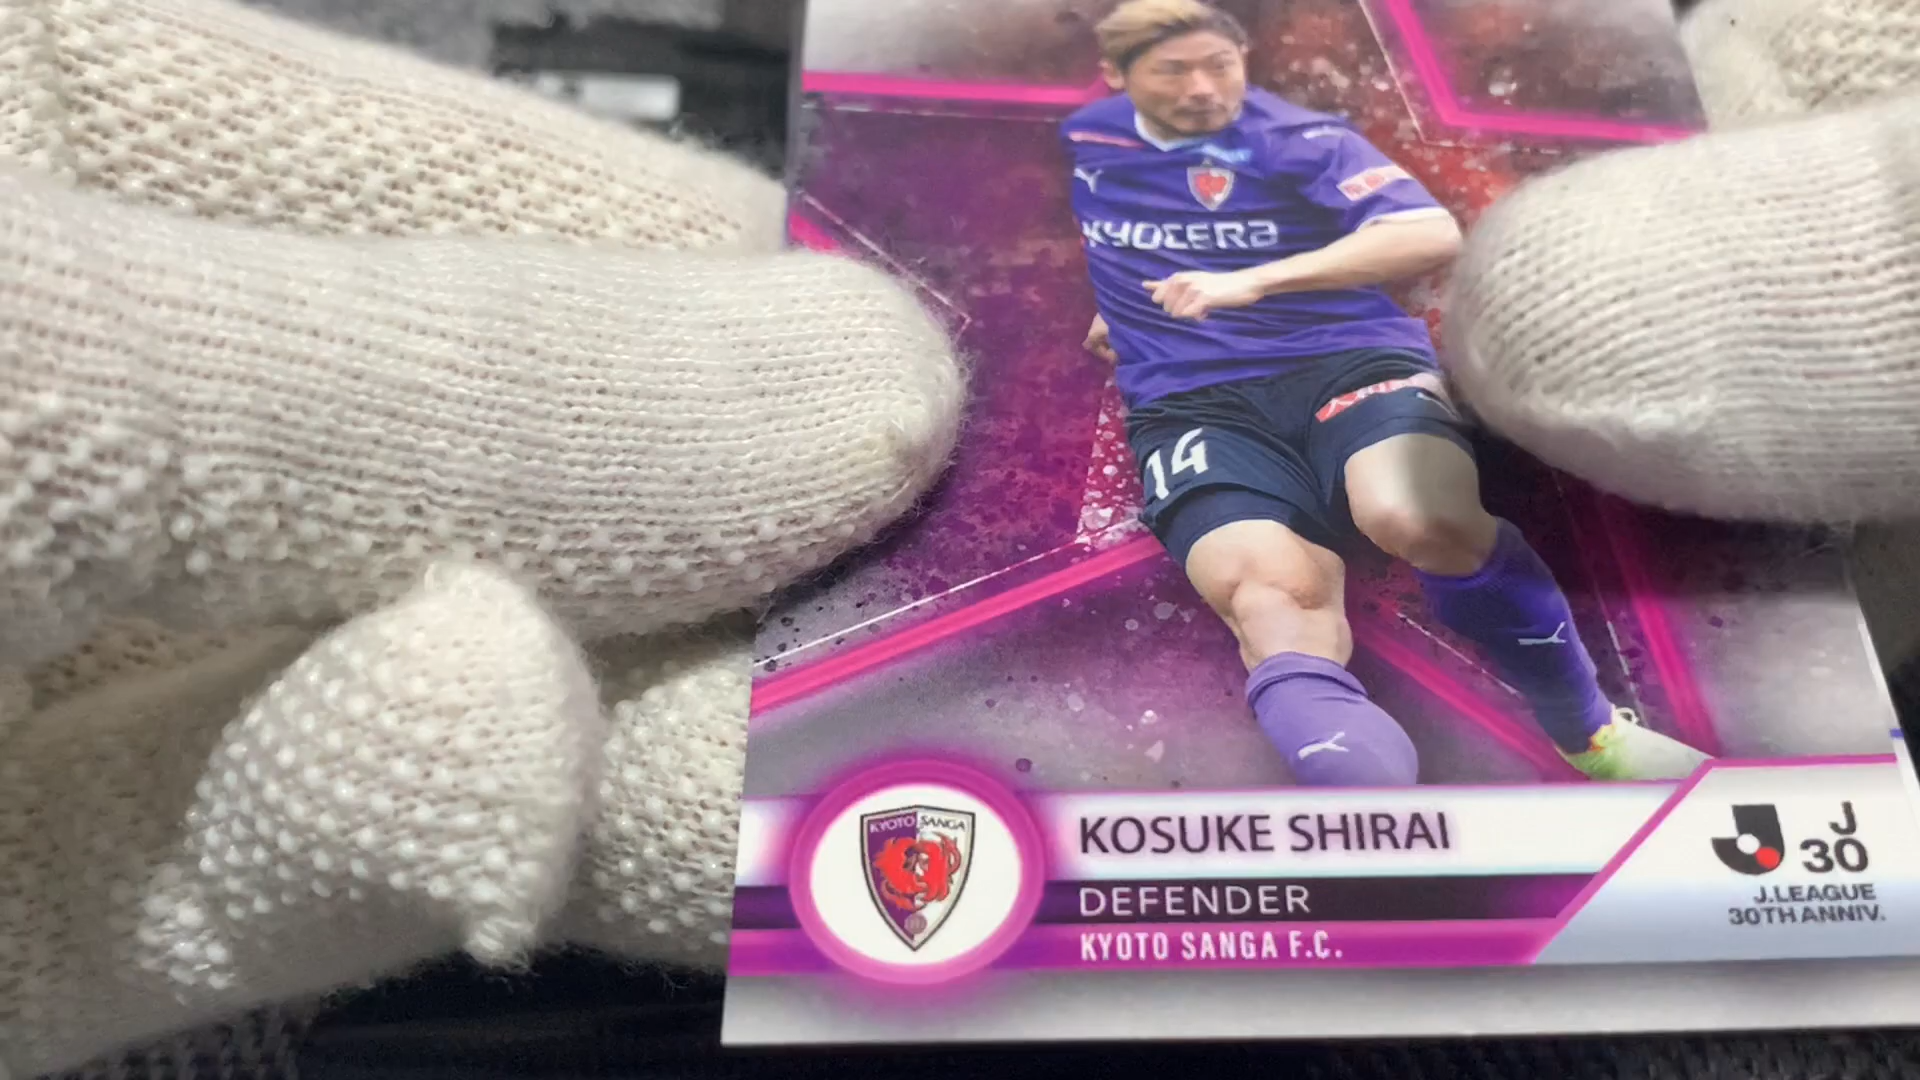 KYOCERA
14
KYOTO SANGA
KOSUKE SHIRAI
DEFENDER
KYOTO SANGA F.C.
J
30
J.LEAGUE
30TH ANNIV.